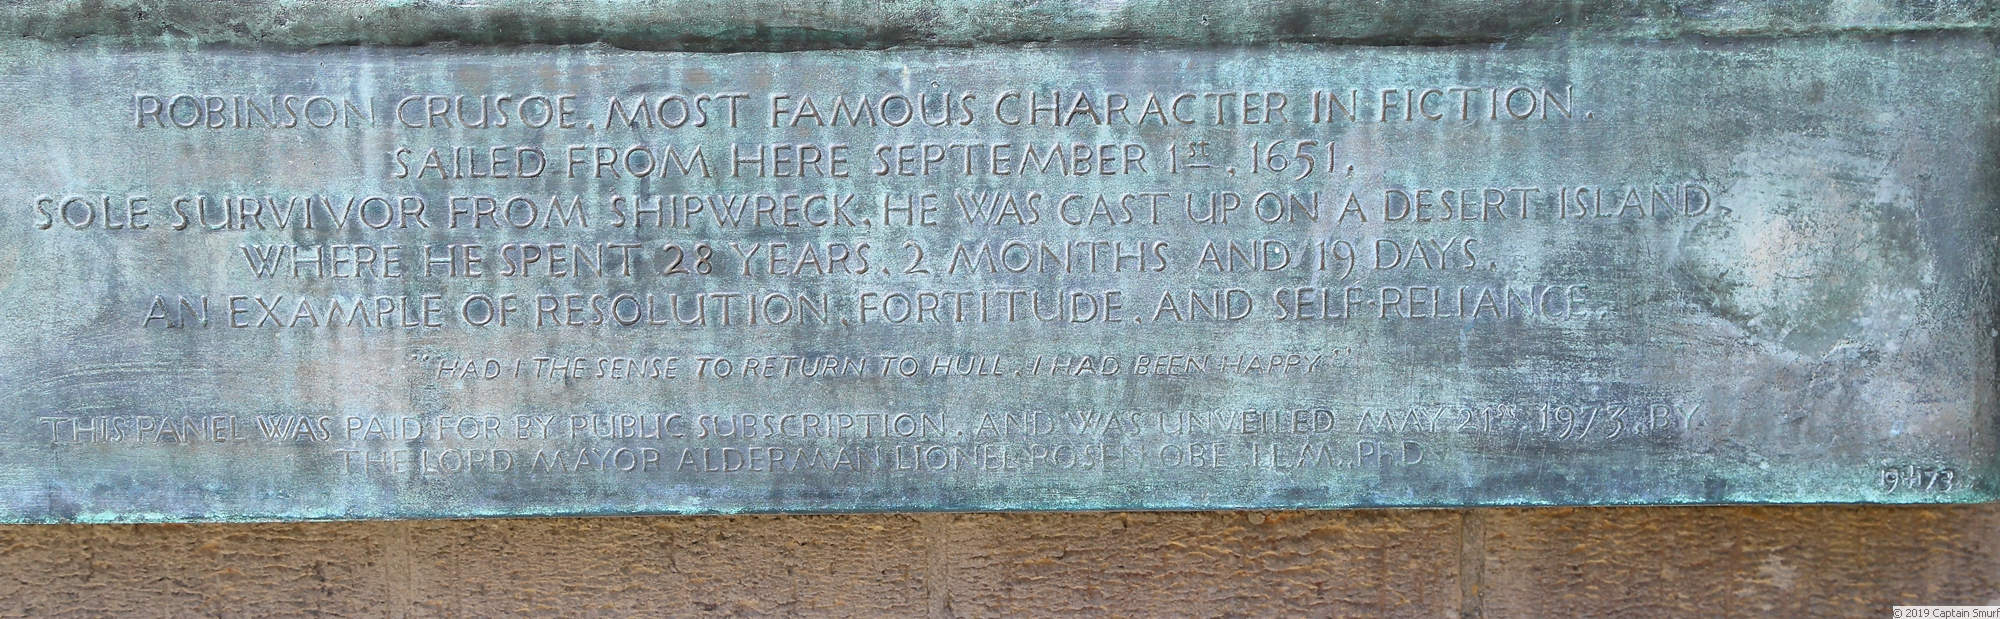 ROBINSON CRUSOE, MOST FAMOUS CHARACTER IN FICTION,
SAILED FROM HERE SEPTEMBER 1st, 1651,
SOLE SURVIVOR FROM SHIPWRECK, HE WAS CAST UP ON A DESERT ISLAND
WHERE HE SPENT 28 YEARS, 2 MONTHS AND 19 DAYS,
AN EXAMPLE OF RESOLUTION, FORTITUDE, AND SELF-RELIANCE.
"HAD I THE SENSE TO RETURN TO HULL, I HAD BEEN HAPPY"
THIS PANEL WAS PAID FOR BY PUBLIC SUBSCRIPTION, AND WAS UNVEILED MAY 21st, 1973, BY
THE LORD MAYOR ALDERMAN LIONEL ROSEN OBE, PhD.
© 2019 Captain Smurf